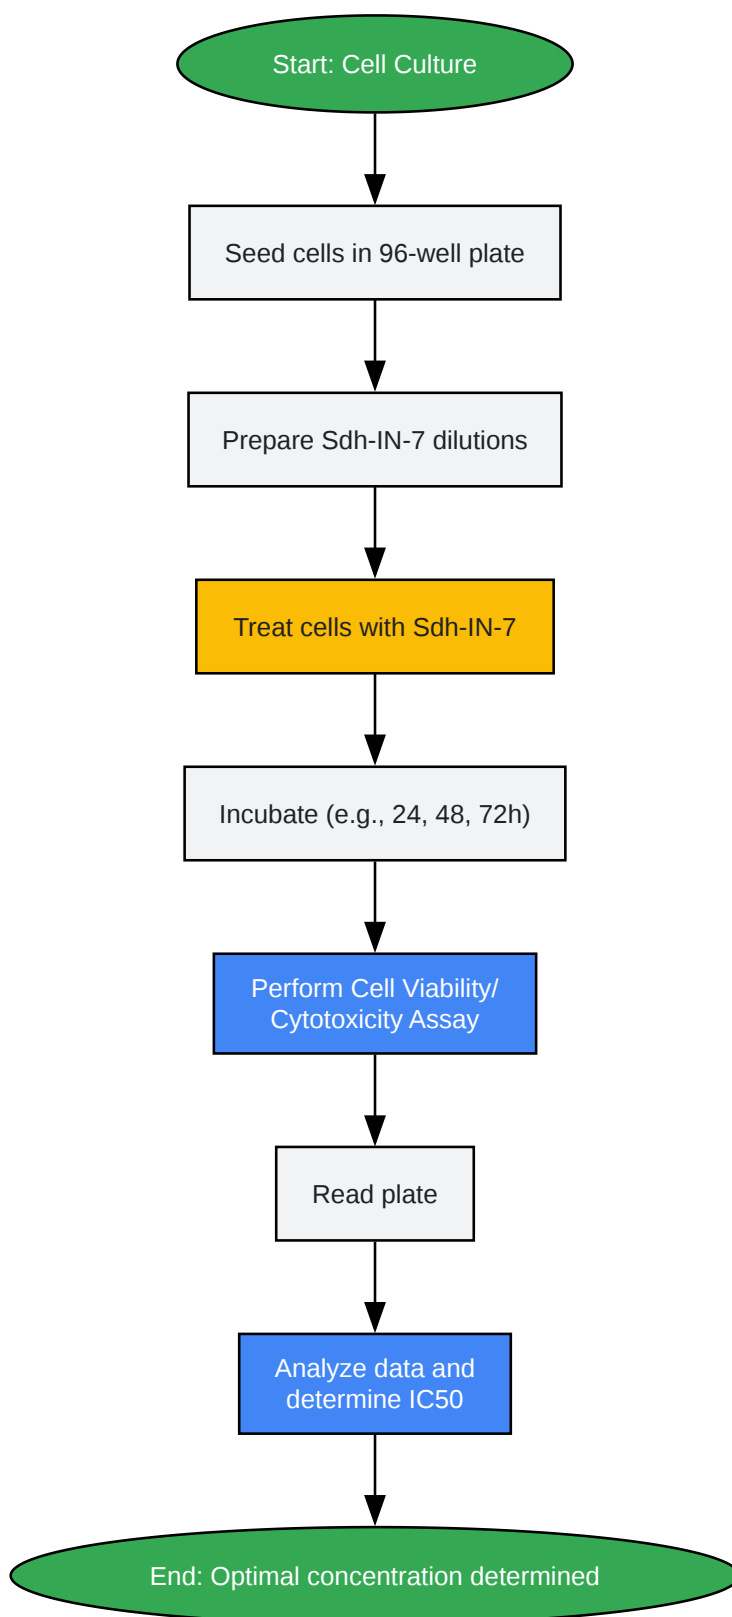 Start: Cell Culture
Seed cells in 96-well plate
Prepare Sdh-IN-7 dilutions
Treat cells with Sdh-IN-7
Incubate (e.g., 24, 48, 72h)
Perform Cell Viability/
Cytotoxicity Assay
Read plate
Analyze data and
determine IC50
End: Optimal concentration determined